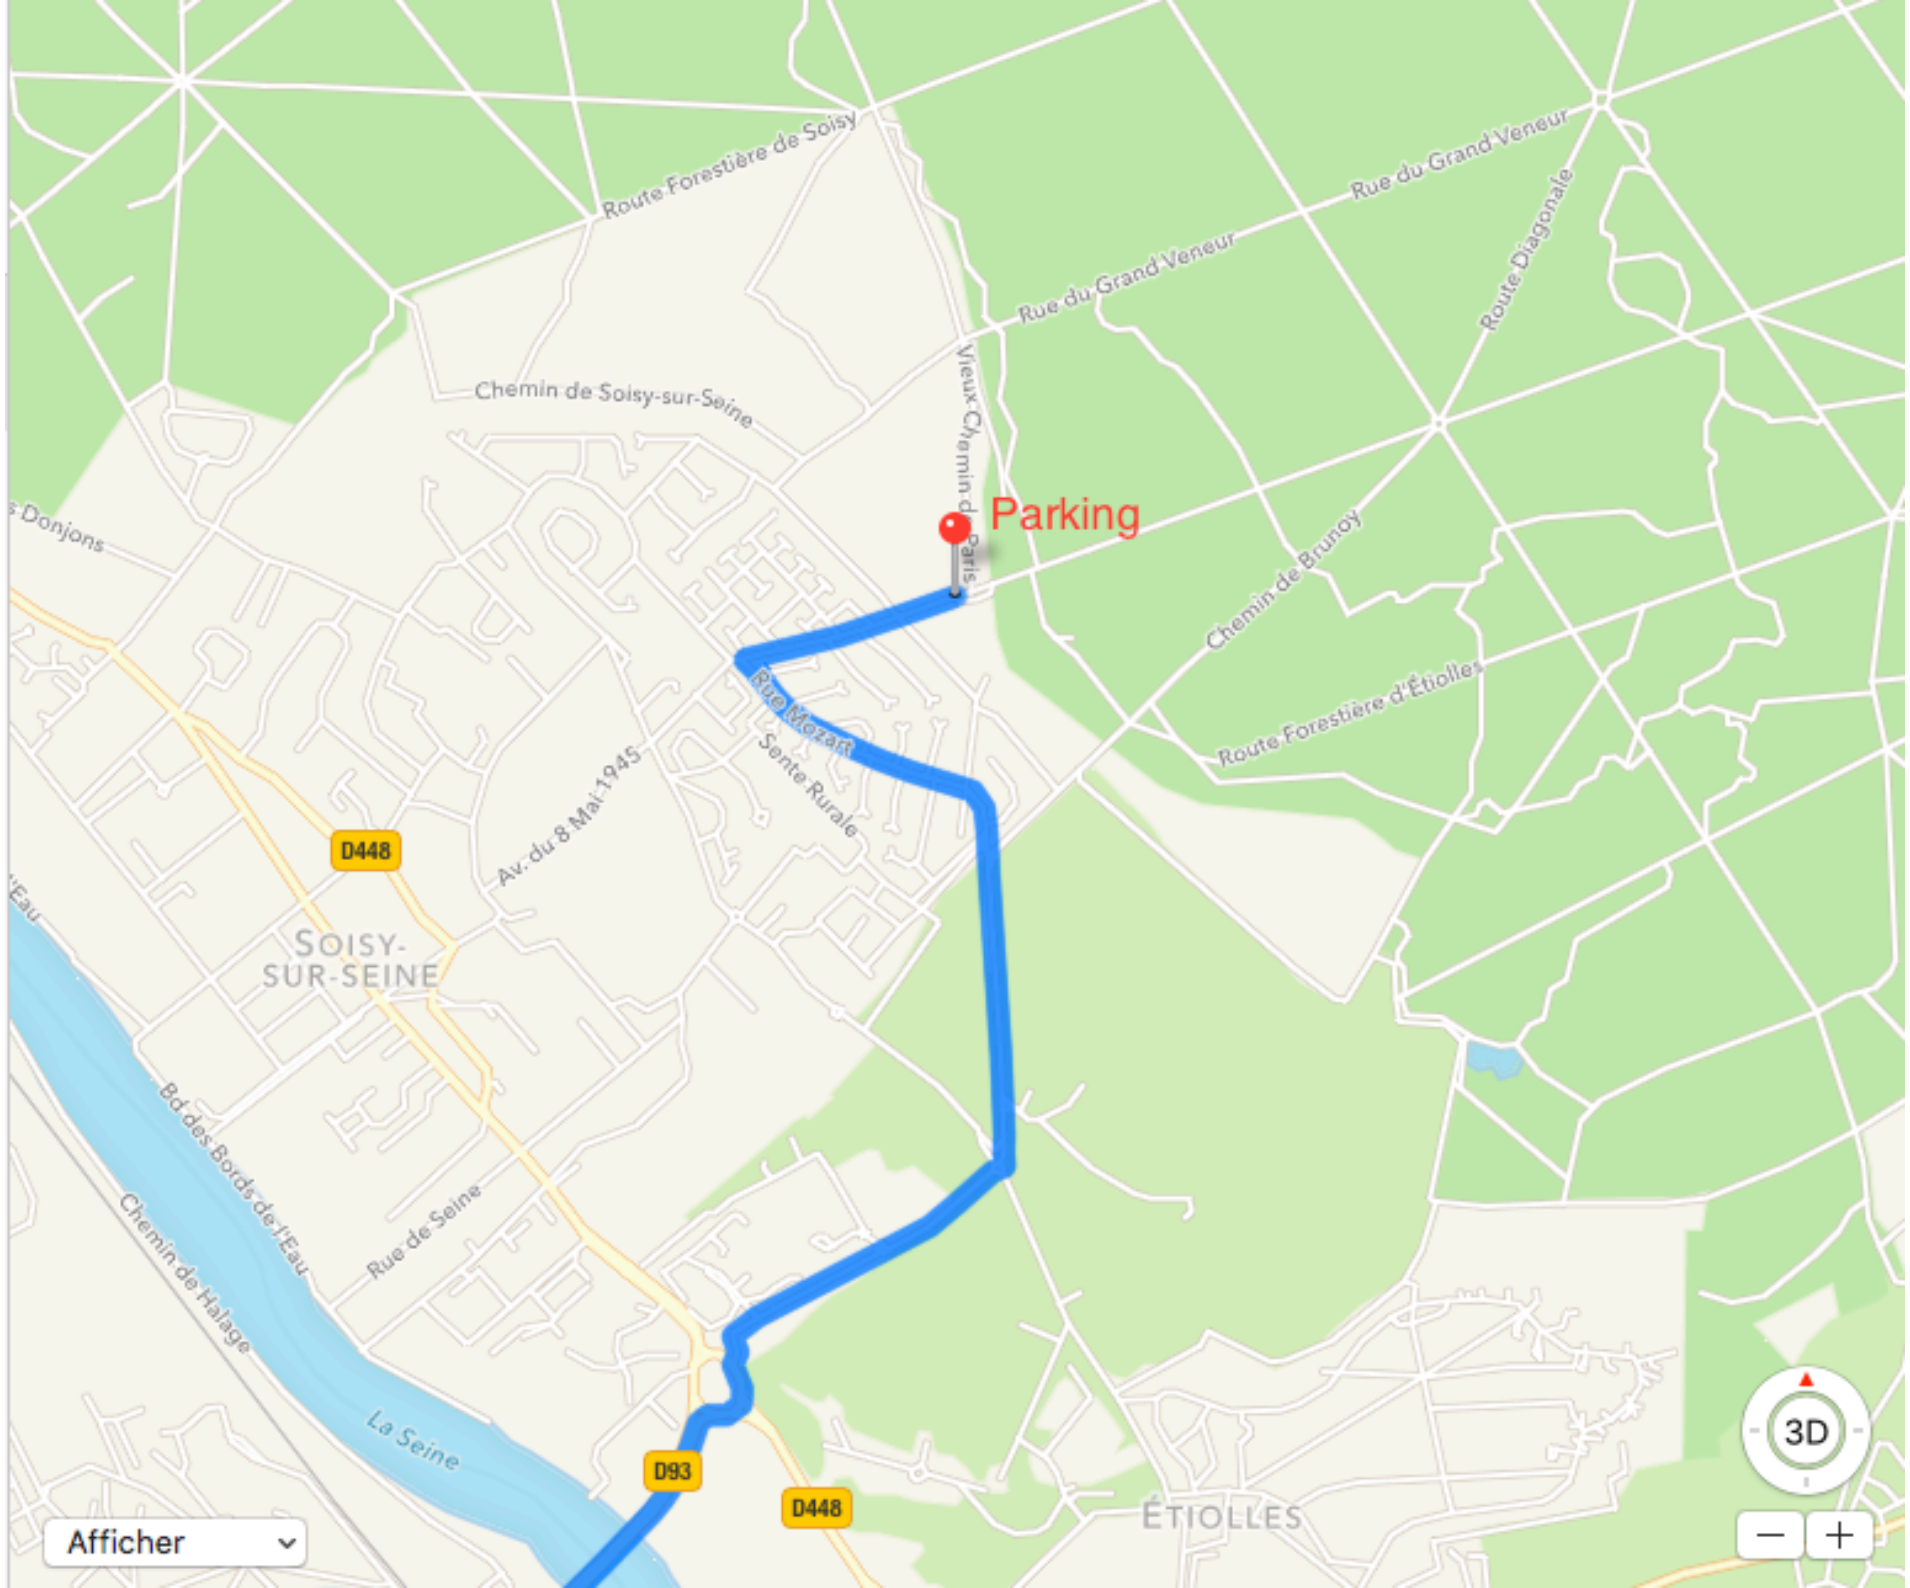 Route Forestière de Soisy
Rue du Grand Veneur
Rue du Grand Veneur
Route Diagonale
Chemin de Soisy-sur-Seine
Vieux Chemin de Paris
Parking
s Donjons
Chemin de Brunoy
Route Forestière d'Étiolles
Rue Mozart
Sente Rurale
Av. du 8 Mai 1945
D448
l'Eau
SOISY-
SUR-SEINE
Bd des Bords de l'Eau
Rue de Seine
Chemin de Halage
La Seine
D93
D448
ÉTIOLLES
3D
Afficher
− +